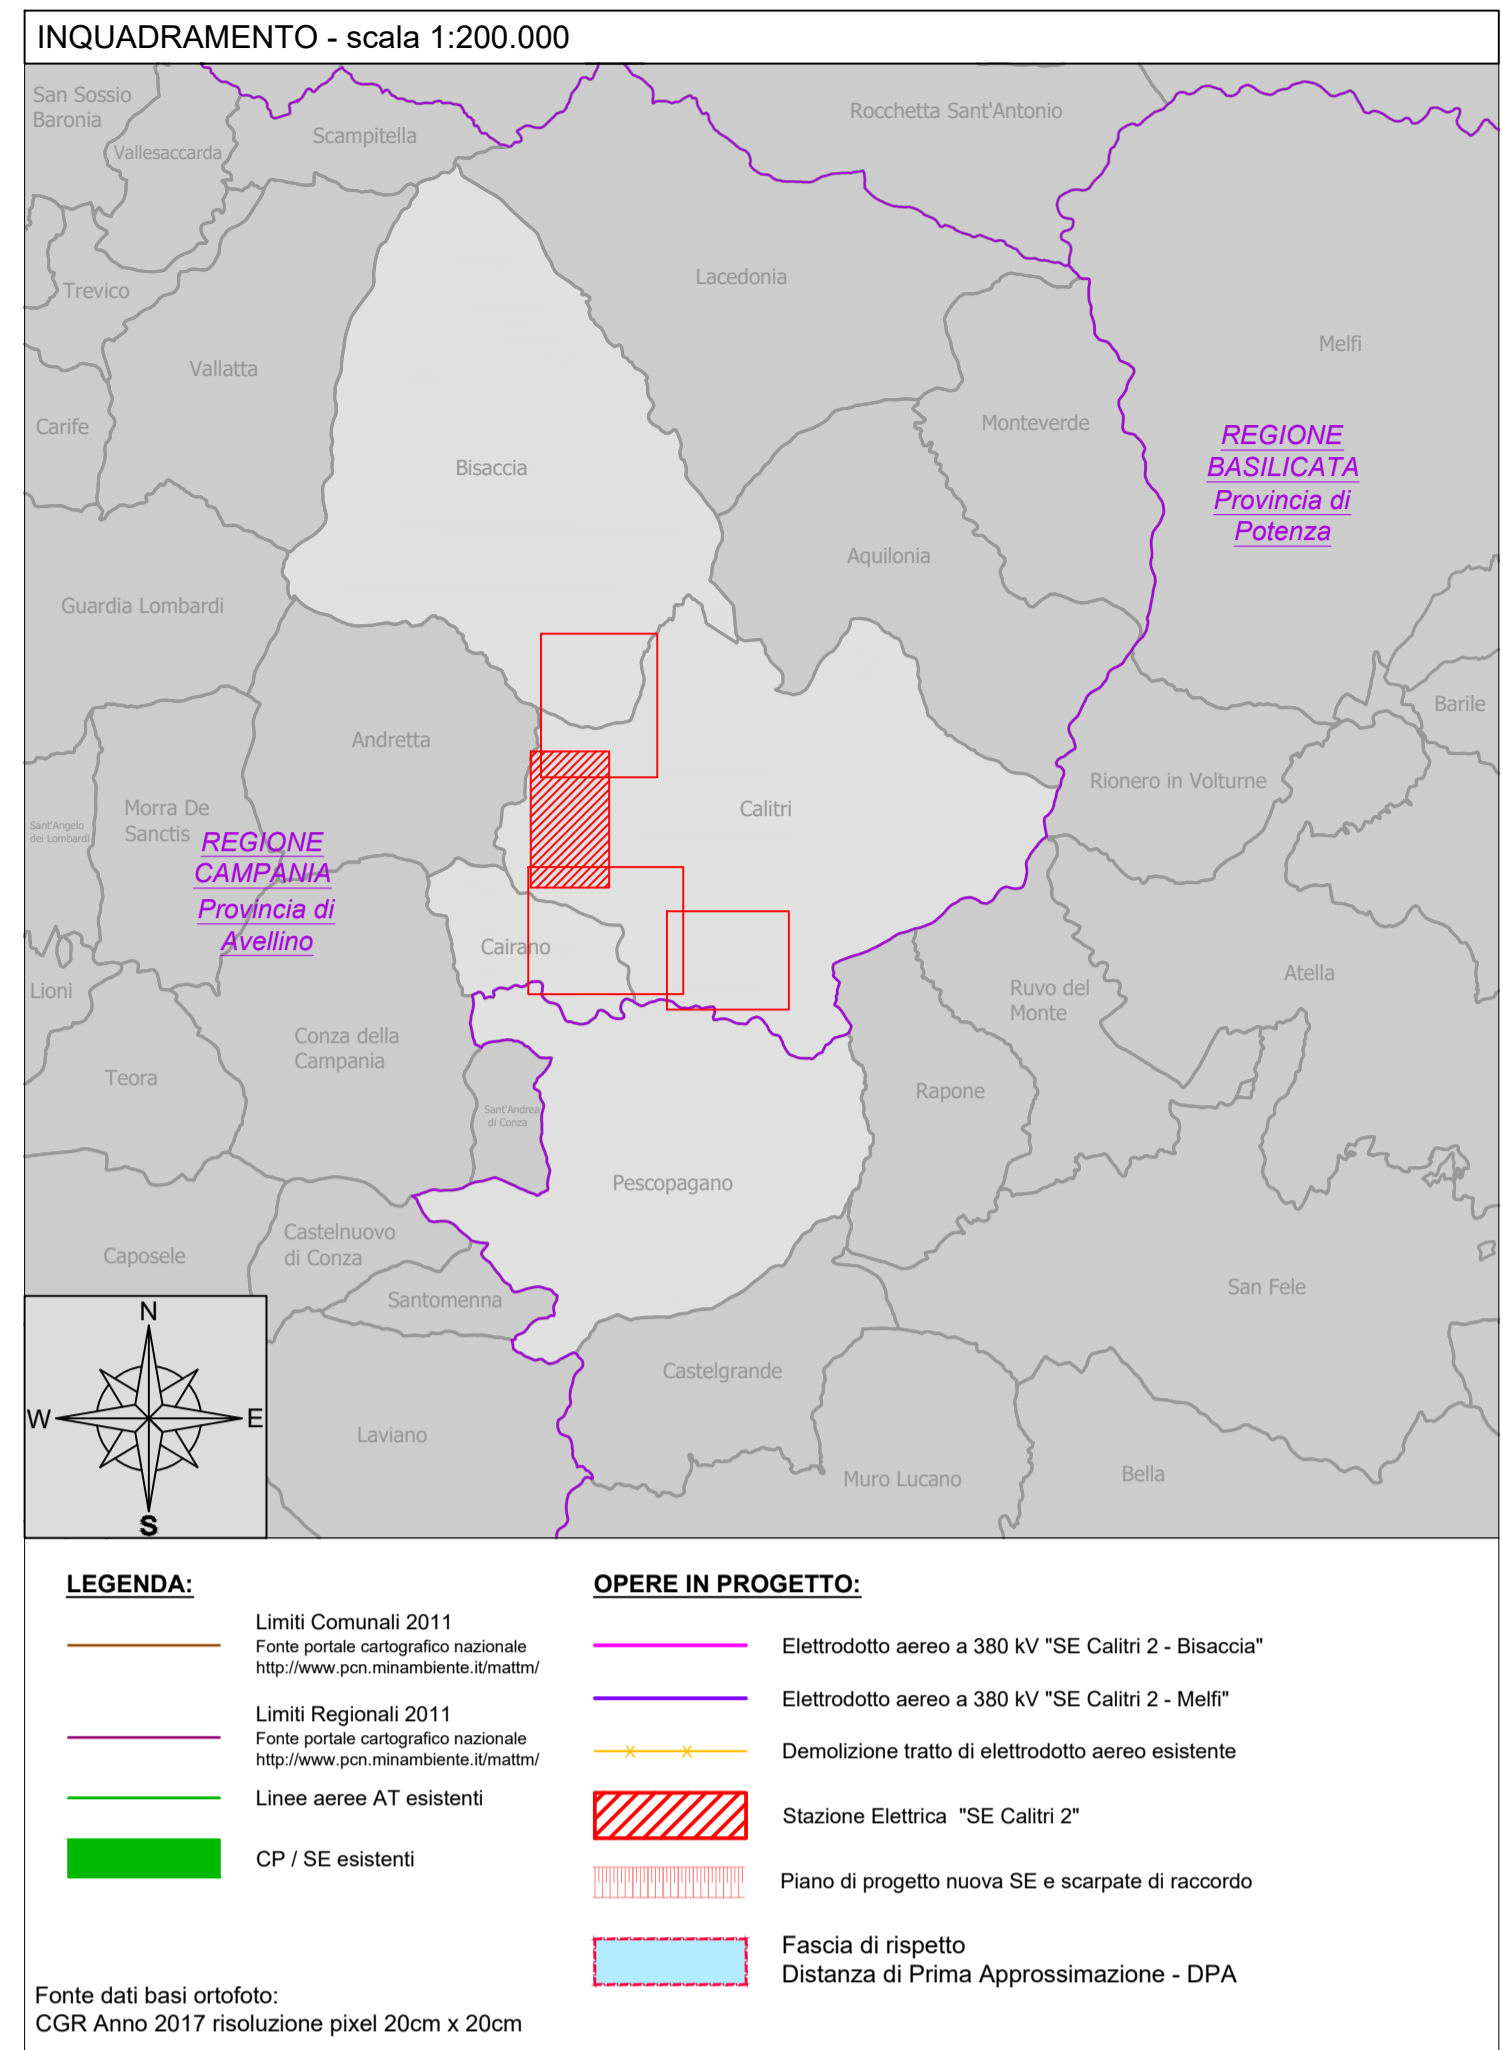 INQUADRAMENTO - scala 1:200.000
San Sossio
Baronia
Vallesaccarda
Scampitella
Rocchetta Sant'Antonio
Trevico
Lacedonia
Vallatta
Melfi
Carife
Monteverde
Bisaccia
REGIONE
BASILICATA
Provincia di
Potenza
Aquilonia
Guardia Lombardi
Andretta
Barile
Rionero in Volturne
Calitri
Morra De
Sanctis
Sant'Angelo
dei Lombardi
REGIONE
CAMPANIA
Provincia di
Avellino
Cairano
Lioni
Atella
Ruvo del
Monte
Conza della
Campania
Teora
Rapone
Sant'Andrea
di Conza
Pescopagano
Castelnuovo
di Conza
Caposele
Santomenna
San Fele
Castelgrande
Laviano
Muro Lucano
Bella
N
W
E
S
LEGENDA:
Limiti Comunali 2011
Fonte portale cartografico nazionale
http://www.pcn.minambiente.it/mattm/
Limiti Regionali 2011
Fonte portale cartografico nazionale
http://www.pcn.minambiente.it/mattm/
Linee aeree AT esistenti
CP / SE esistenti
OPERE IN PROGETTO:
Elettrodotto aereo a 380 kV "SE Calitri 2 - Bisaccia"
Elettrodotto aereo a 380 kV "SE Calitri 2 - Melfi"
Demolizione tratto di elettrodotto aereo esistente
Stazione Elettrica "SE Calitri 2"
Piano di progetto nuova SE e scarpate di raccordo
Fascia di rispetto
Distanza di Prima Approssimazione - DPA
Fonte dati basi ortofoto:
CGR Anno 2017 risoluzione pixel 20cm x 20cm